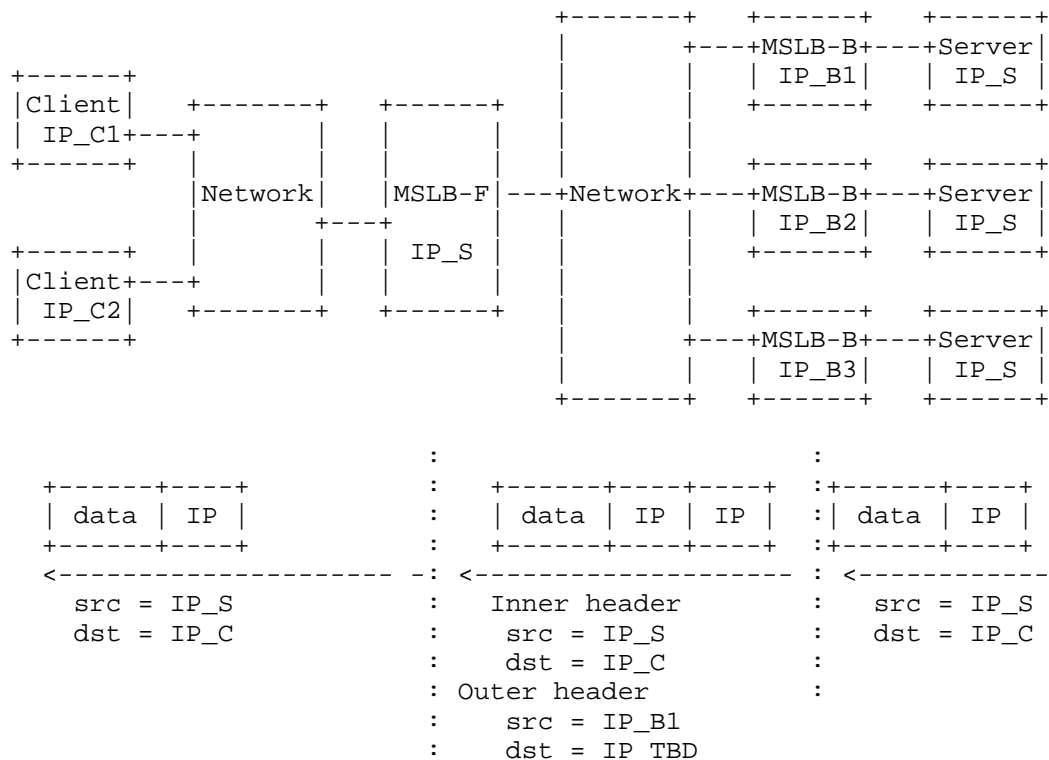 MSLB-B Server
IP_B1 IP_S
Client
IP_C1
Network MSLB-F Network MSLB-B Server
IP_B2 IP_S
IP_S
Client
IP_C2 MSLB-B Server
IP_B3 IP_S
data IP data IP IP data IP
src = IP_S Inner header src = IP_S
dst = IP_C src = IP_S dst = IP_C
dst = IP_C
Outer header
src = IP_B1
dst = IP TBD